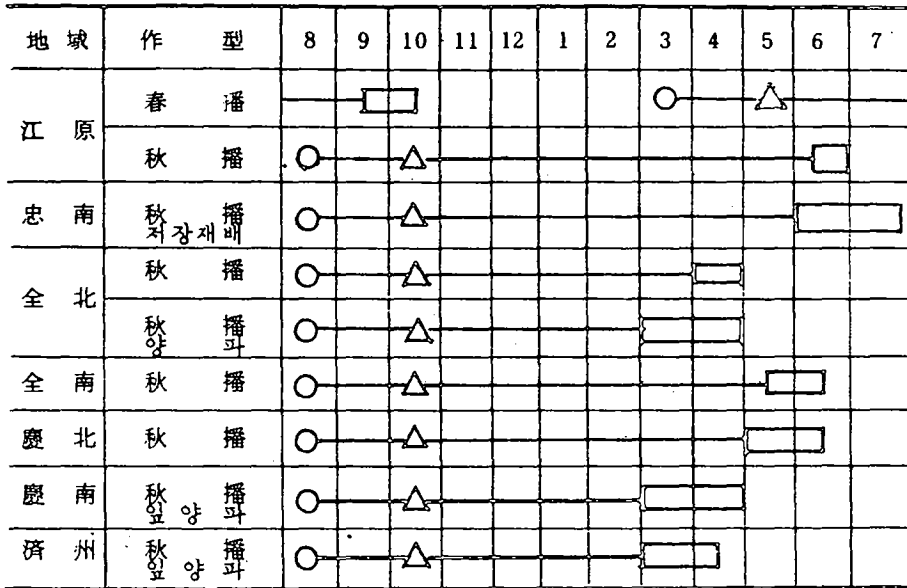 地域 作型 8 9 10 11 12 1 2 3 4 5 6 7
江原 春播
秋播
忠南 秋播
저장재배
全北 秋播
秋播
양파
全南 秋播
慶北 秋播
慶南 秋播
잎양파
済州 秋播
잎양파